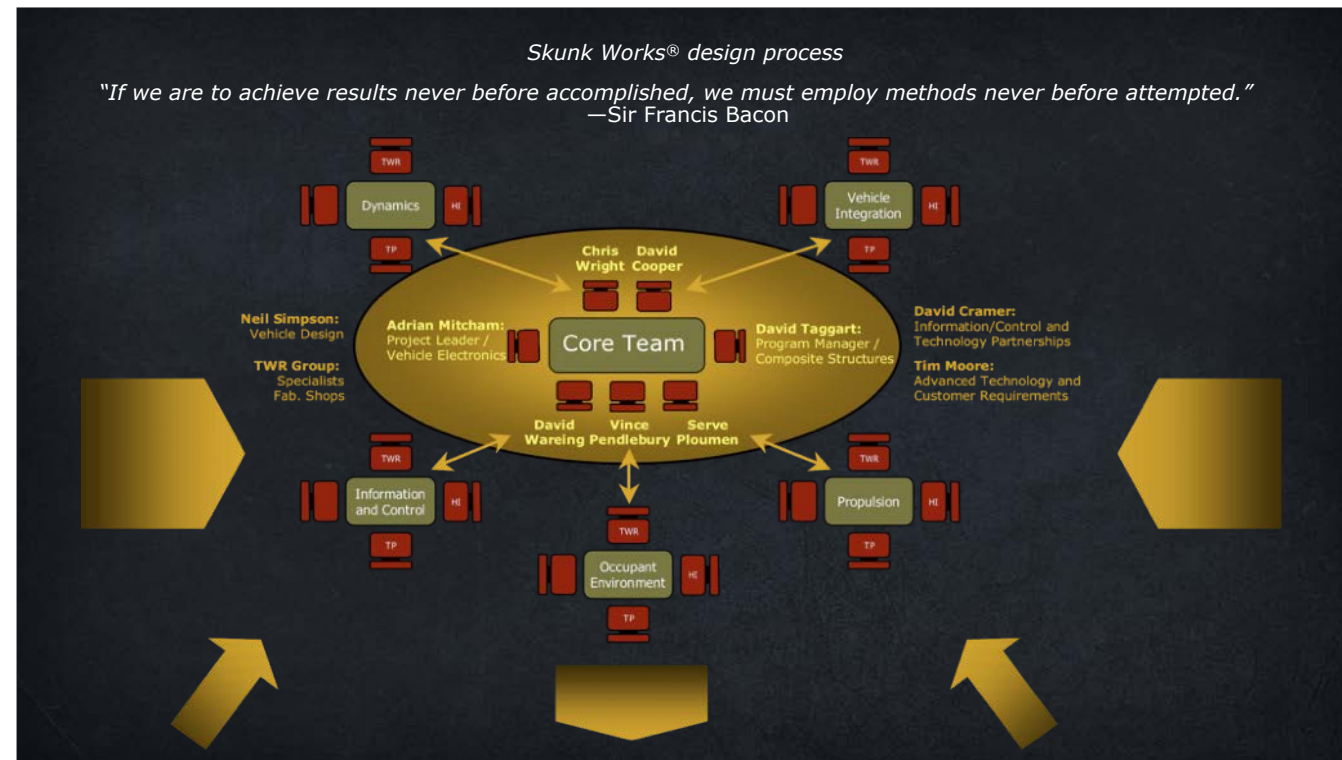 Skunk Works® design process
“If we are to achieve results never before accomplished, we must employ methods never before attempted.”
—Sir Francis Bacon
TWR
Dynamics
HI
TP
TWR
Vehicle
Integration
HI
TP
Chris
Wright
David
Cooper
Neil Simpson:
Vehicle Design
TWR Group:
Specialists
Fab. Shops
Adrian Mitcham:
Project Leader /
Vehicle Electronics
Core Team
David Taggart:
Program Manager /
Composite Structures
David Cramer:
Information/Control and
Technology Partnerships
Tim Moore:
Advanced Technology and
Customer Requirements
David
Wareing
Vince
Pendlebury
Serve
Ploumen
TWR
Information
and Control
HI
TP
TWR
Occupant
Environment
HI
TP
TWR
Propulsion
HI
TP